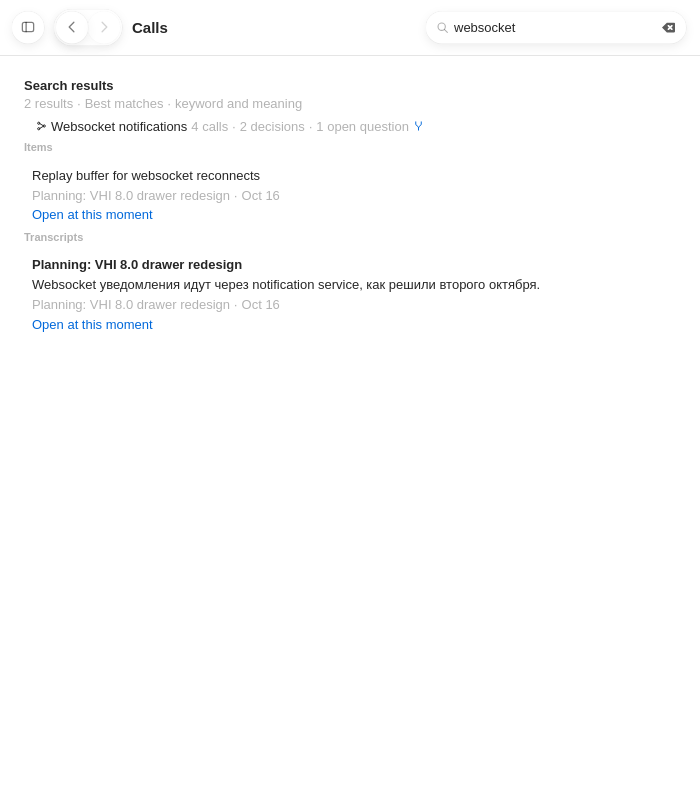 Calls
websocket
Search results
2 results · Best matches · keyword and meaning
Websocket notifications 4 calls · 2 decisions · 1 open question
Items
Replay buffer for websocket reconnects
Planning: VHI 8.0 drawer redesign · Oct 16
Open at this moment
Transcripts
Planning: VHI 8.0 drawer redesign
Websocket уведомления идут через notification service, как решили второго октября.
Planning: VHI 8.0 drawer redesign · Oct 16
Open at this moment